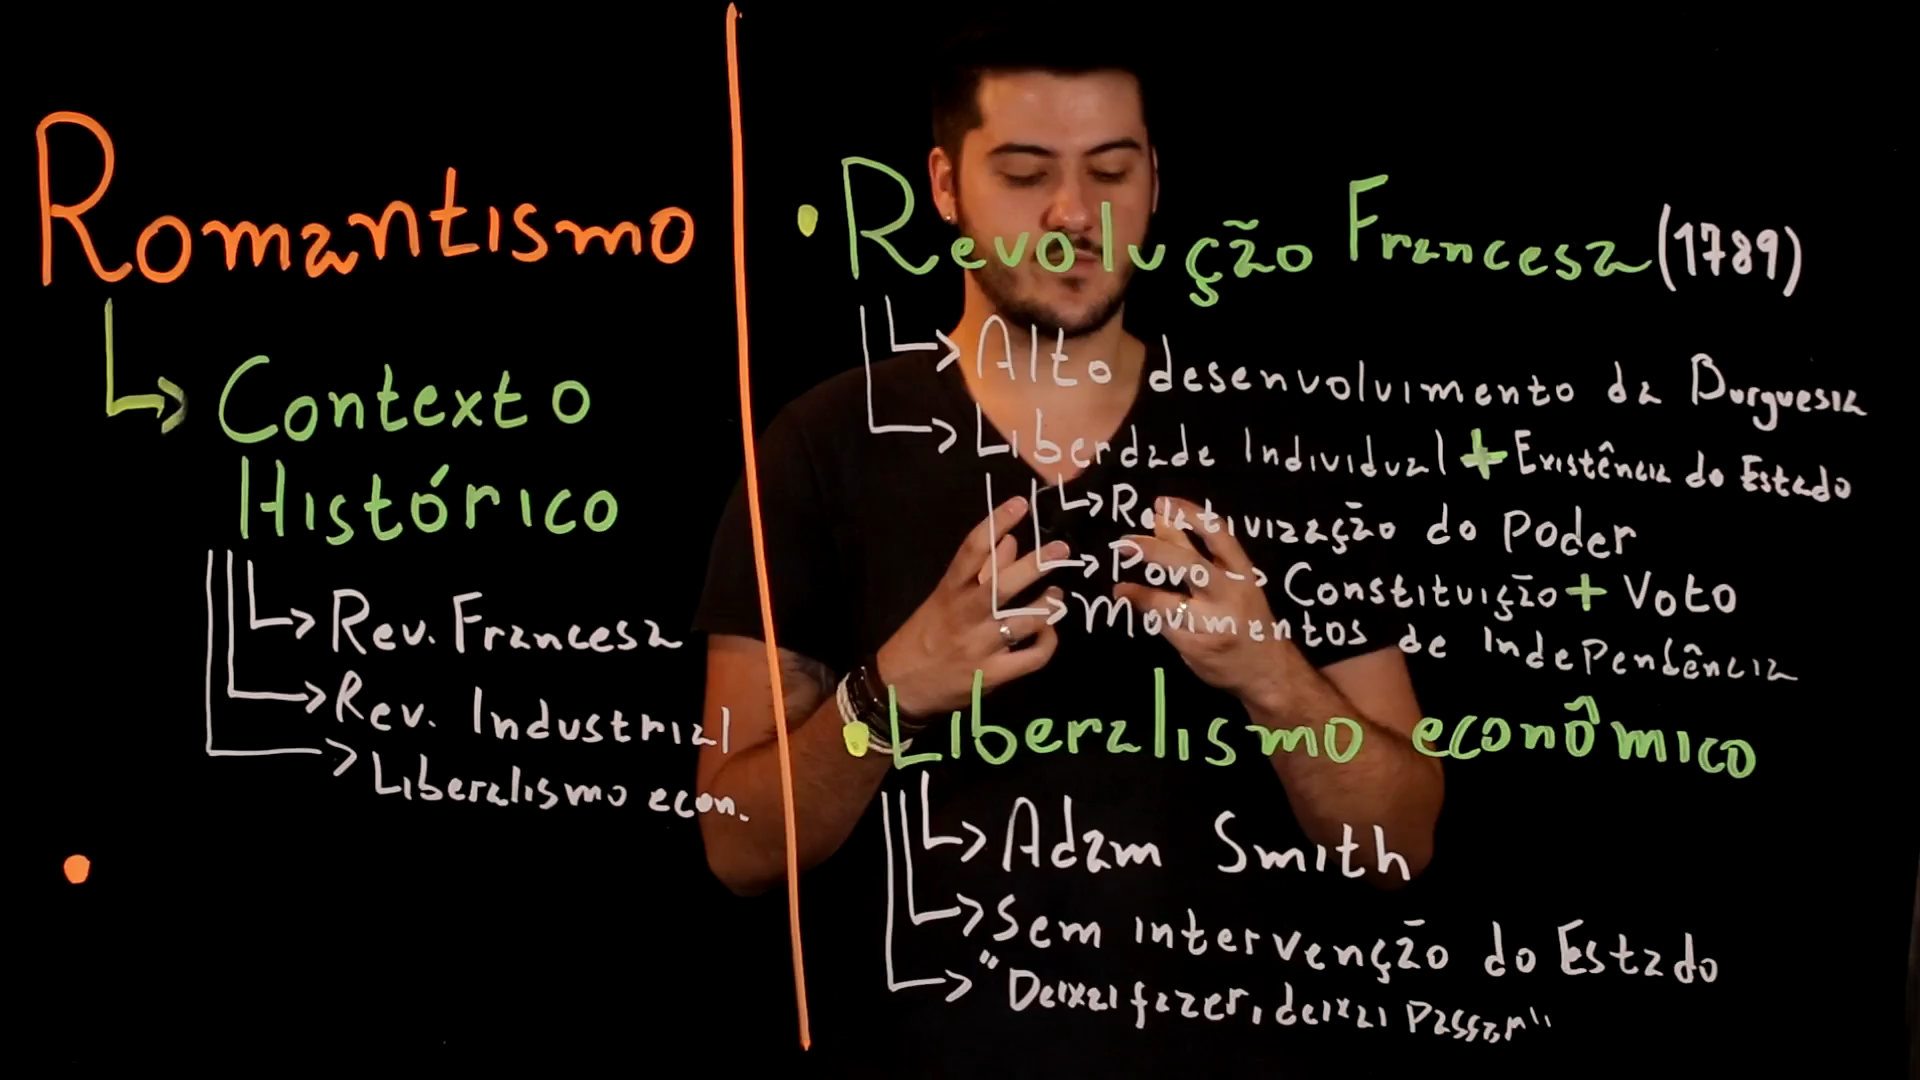 Romantismo
Contexto
Histórico
Rev. Francesa
Rev. Industrial
Liberalismo econ.
Revolução Francesa (1789)
Alto desenvolvimento da Burguesia
Liberdade Individual + Existência do Estado
Relativização do Poder
Povo -> Constituição + Voto
Movimentos de Independência
Liberalismo econômico
Adam Smith
Sem intervenção do Estado
"Deixai fazer, deixai passar"